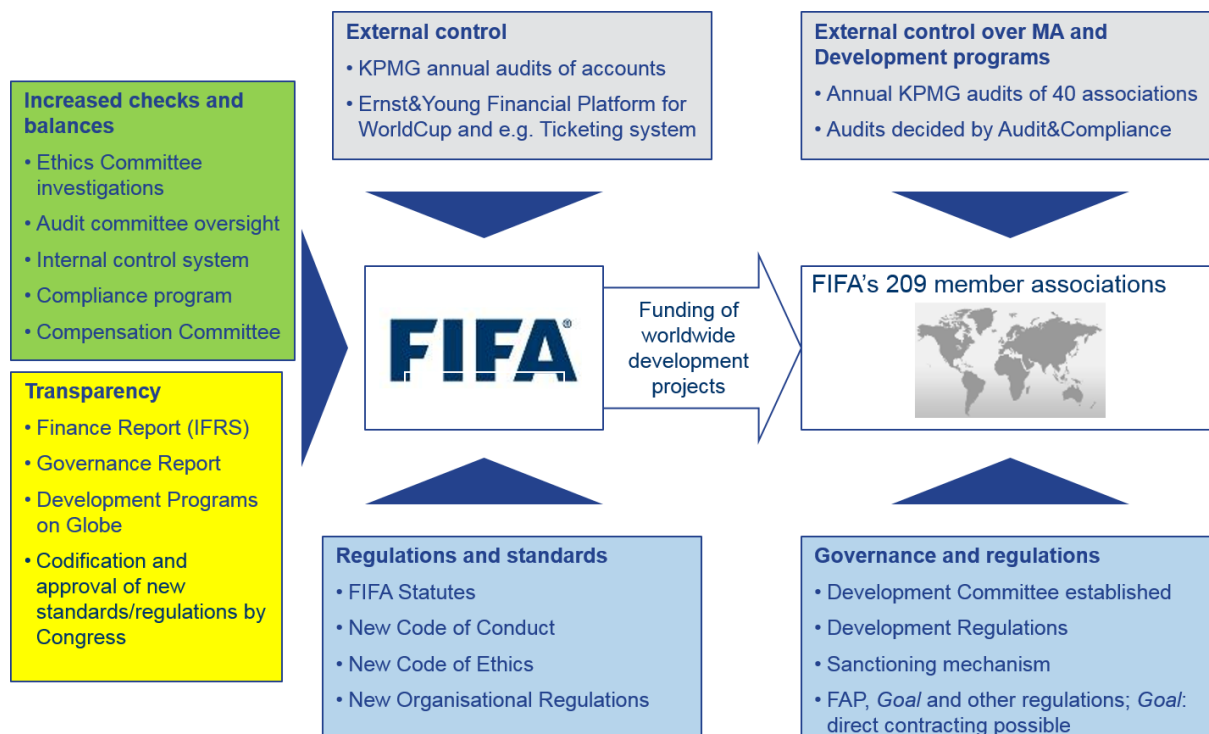 Increased checks and
balances
• Ethics Committee
investigations
• Audit committee oversight
• Internal control system
• Compliance program
• Compensation Committee
Transparency
• Finance Report (IFRS)
• Governance Report
• Development Programs
on Globe
• Codification and
approval of new
standards/regulations by
Congress
External control
• KPMG annual audits of accounts
• Ernst&Young Financial Platform for
WorldCup and e.g. Ticketing system
FIFA®
Regulations and standards
• FIFA Statutes
• New Code of Conduct
• New Code of Ethics
• New Organisational Regulations
Funding of
worldwide
development
projects
External control over MA and
Development programs
• Annual KPMG audits of 40 associations
• Audits decided by Audit&Compliance
FIFA's 209 member associations
Governance and regulations
• Development Committee established
• Development Regulations
• Sanctioning mechanism
• FAP, Goal and other regulations; Goal:
direct contracting possible